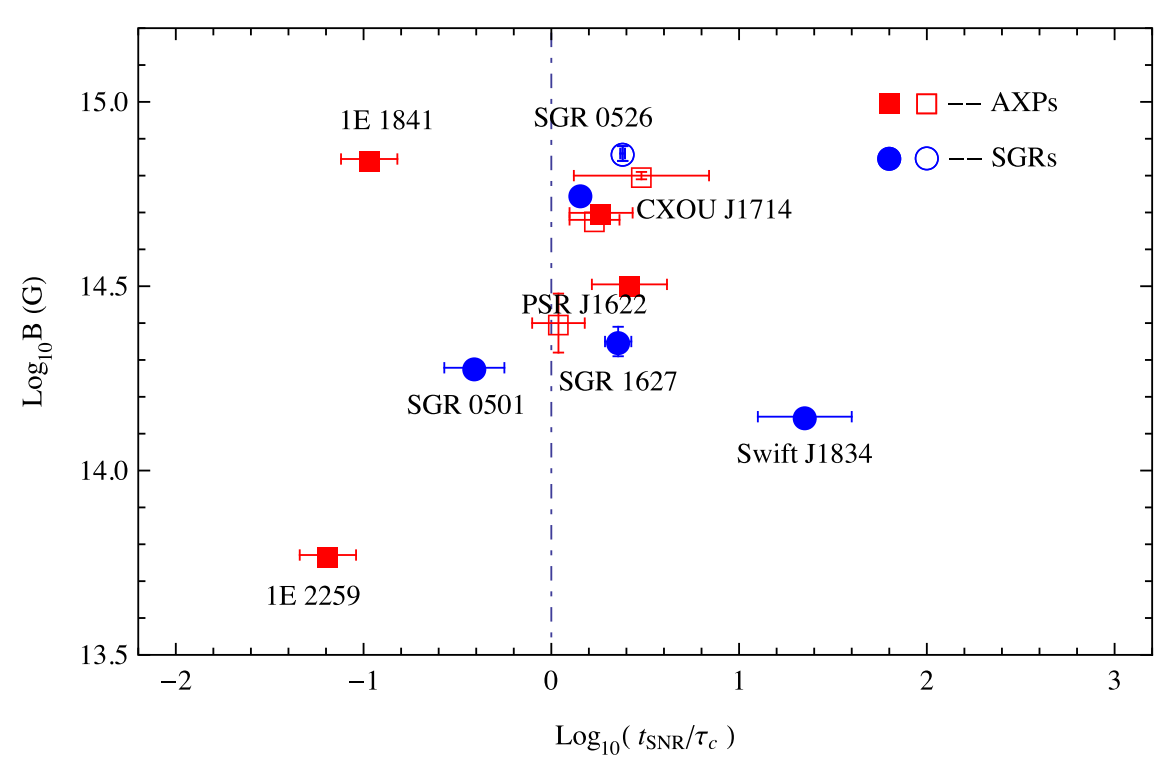 15.0
14.5
14.0
13.5
Log10B (G)
1E 1841
SGR 0526
-- AXPs
-- SGRs
CXOU J1714
PSR J1622
SGR 1627
SGR 0501
Swift J1834
1E 2259
−2 −1 0 1 2 3
Log10( tSNR/τc )